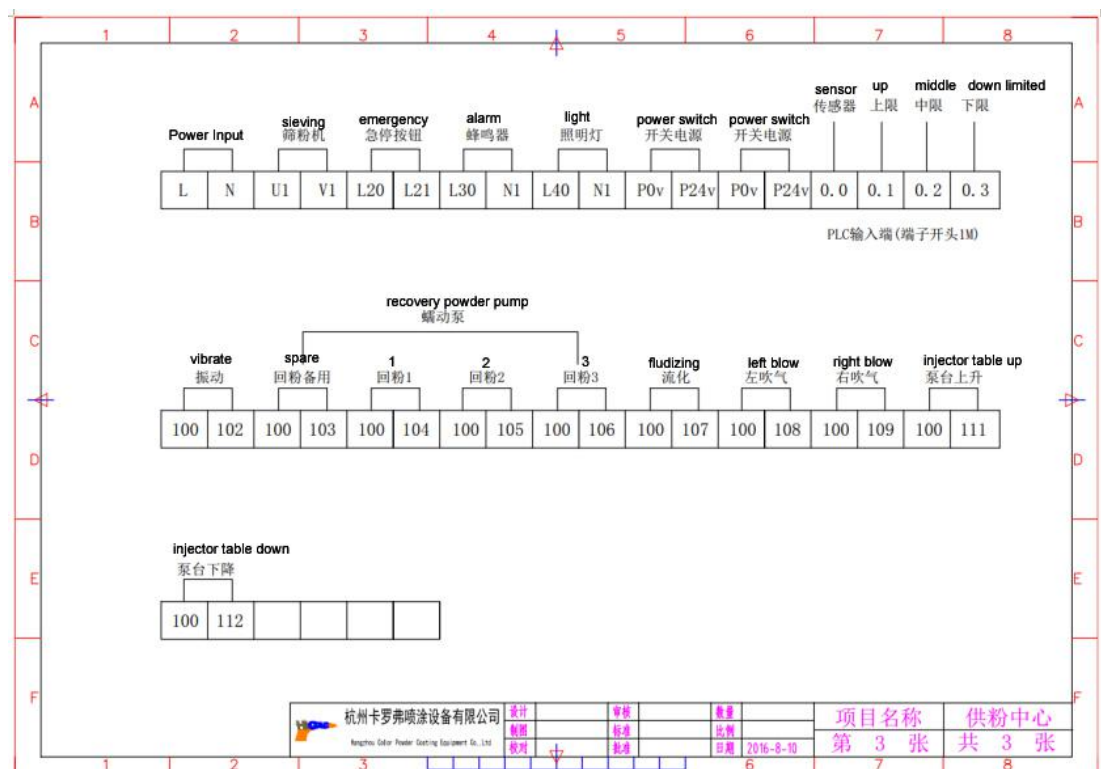 1 2 3 4 5 6 7 8
A A
sensor up middle down limited
传感器 上限 中限 下限
sieving emergency alarm light power switch power switch
Power Input 筛粉机 急停按钮 蜂鸣器 照明灯 开关电源 开关电源
L N U1 V1 L20 L21 L30 N1 L40 N1 P0v P24v P0v P24v 0.0 0.1 0.2 0.3
B B
PLC输入端(端子开头1M)
recovery powder pump
蠕动泵
C C
vibrate spare 1 2 3 fludizing left blow right blow injector table up
振动 回粉备用 回粉1 回粉2 回粉3 流化 左吹气 右吹气 泵台上升
100 102 100 103 100 104 100 105 100 106 100 107 100 108 100 109 100 111
D D
injector table down
泵台下降
E E
100 112
F F
杭州卡罗弗喷涂设备有限公司
Hangzhou Color Powder Coating Equipment Co.,Ltd
设计 审核 数量 项目名称 供粉中心
制图 标准 比例
校对 批准 日期 2016-8-10 第 3 张 共 3 张
1 2 3 6 7 8